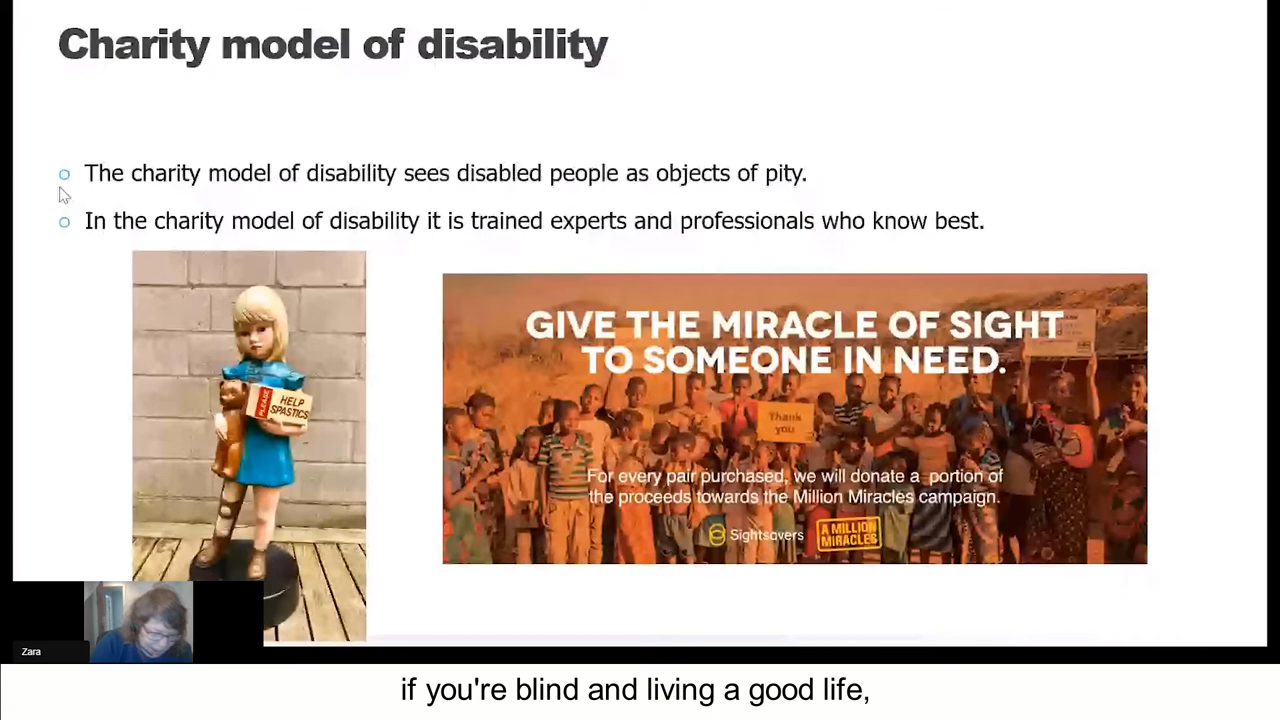 Charity model of disability
The charity model of disability sees disabled people as objects of pity.
In the charity model of disability it is trained experts and professionals who know best.
PLEASE
HELP
SPASTICS
GIVE THE MIRACLE OF SIGHT
TO SOMEONE IN NEED.
Thank
you
For every pair purchased, we will donate a portion of
the proceeds towards the Million Miracles campaign.
Sightsavers
A MILLION
MIRACLES
Zara
if you're blind and living a good life,